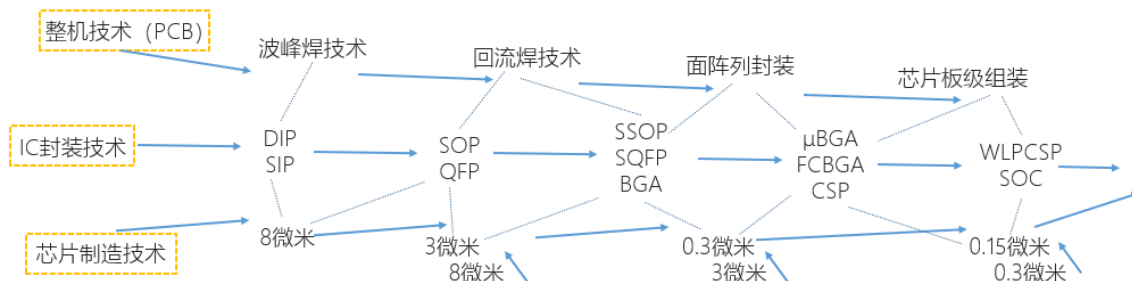 整机技术（PCB）
波峰焊技术
回流焊技术
面阵列封装
芯片板级组装
IC封装技术
DIP
SIP
SOP
QFP
SSOP
SQFP
BGA
μBGA
FCBGA
CSP
WLPCSP
SOC
芯片制造技术
8微米
3微米
8微米
0.3微米
3微米
0.15微米
0.3微米